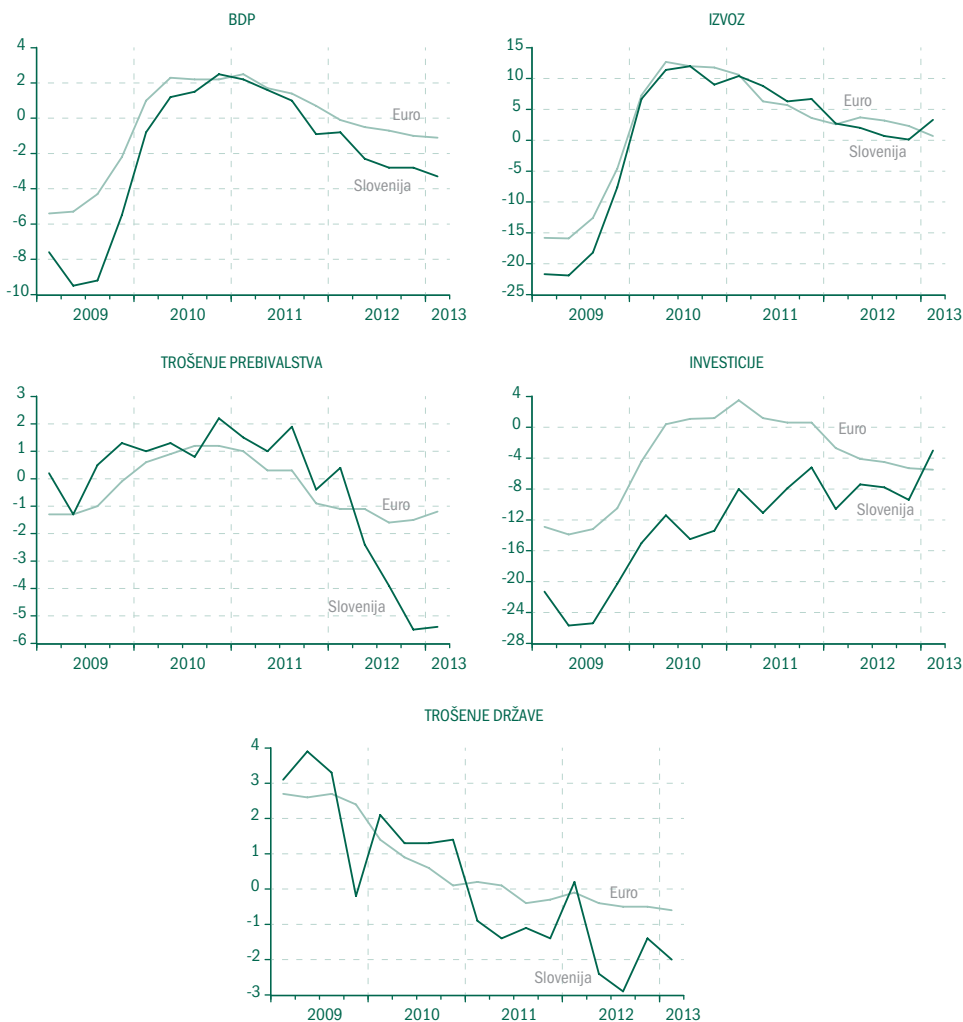 BDP
4
2
0
-2
-4
-6
-8
-10
Euro
Slovenija
2009 2010 2011 2012 2013
IZVOZ
15
10
5
0
-5
-10
-15
-20
-25
Euro
Slovenija
2009 2010 2011 2012 2013
TROŠENJE PREBIVALSTVA
3
2
1
0
-1
-2
-3
-4
-5
-6
Euro
Slovenija
2009 2010 2011 2012 2013
INVESTICIJE
4
0
-4
-8
-12
-16
-20
-24
-28
Euro
Slovenija
2009 2010 2011 2012 2013
TROŠENJE DRŽAVE
4
3
2
1
0
-1
-2
-3
Euro
Slovenija
2009 2010 2011 2012 2013